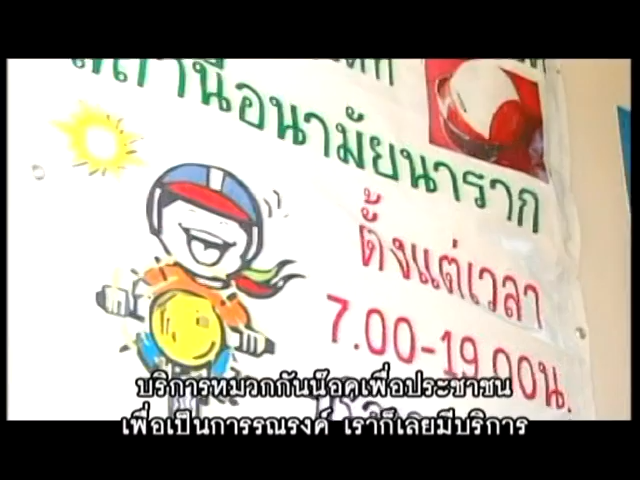 สถานีอนามัยนาราก
ตั้งแต่เวลา
7.00-19.00น.
บริการหมวกกันน๊อคเพื่อประชาชน
เพื่อเป็นการรณรงค์ เราก็เลยมีบริการ